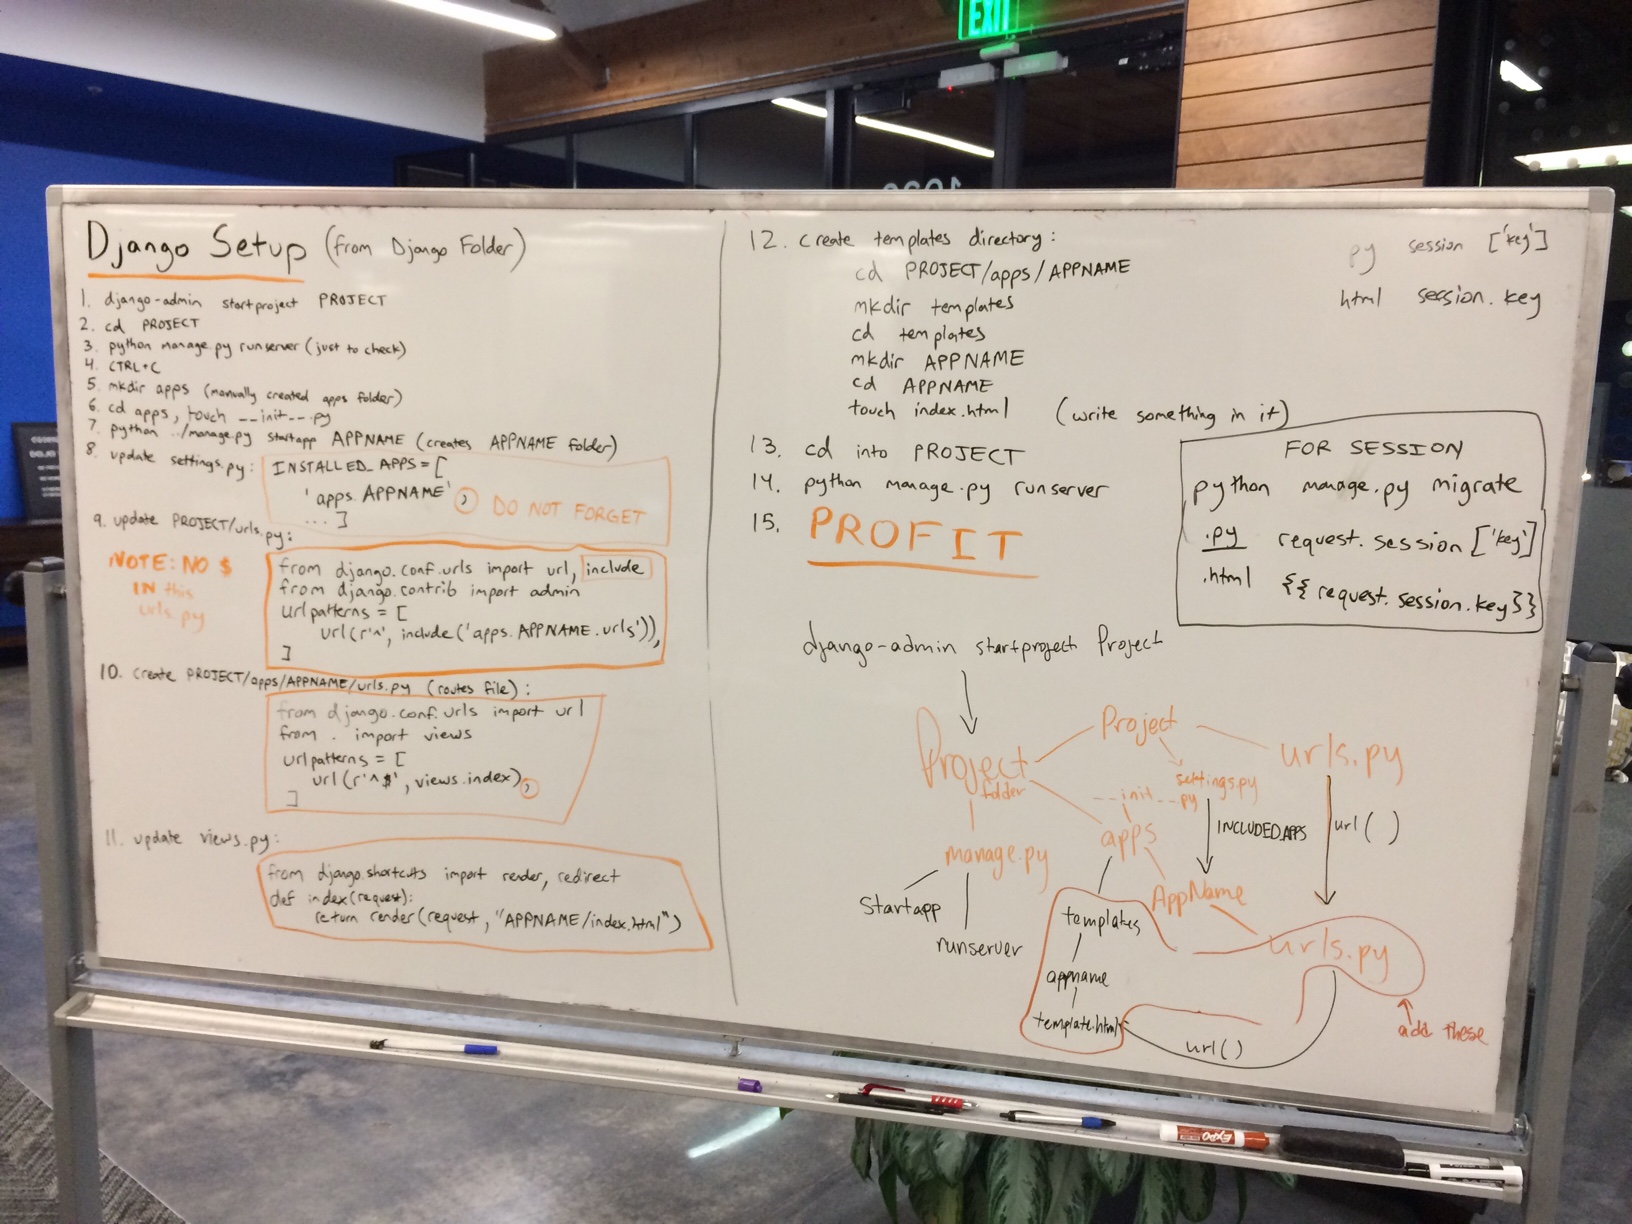 EXIT
Django Setup (from Django Folder)
1. django-admin startproject PROJECT
2. cd PROJECT
3. python manage.py runserver (just to check)
4. CTRL+C
5. mkdir apps (manually created apps folder)
6. cd apps, touch __init__.py
7. python ../manage.py startapp APPNAME (creates APPNAME folder)
8. update settings.py:
INSTALLED_APPS = [
'apps.APPNAME' , DO NOT FORGET
... ]
9. update PROJECT/urls.py:
NOTE: NO $
IN this
urls.py
from django.conf.urls import url, include
from django.contrib import admin
urlpatterns = [
url(r'^', include('apps.APPNAME.urls')),
]
10. create PROJECT/apps/APPNAME/urls.py (routes file):
from django.conf.urls import url
from . import views
urlpatterns = [
url(r'^$', views.index),
]
11. update views.py:
from django.shortcuts import render, redirect
def index(request):
return render(request, "APPNAME/index.html")
12. create templates directory:
cd PROJECT/apps/APPNAME
mkdir templates
cd templates
mkdir APPNAME
cd APPNAME
touch index.html (write something in it)
13. cd into PROJECT
14. python manage.py runserver
15. PROFIT
py session ['key']
html session.key
FOR SESSION
python manage.py migrate
.py request.session ['key']
.html {{ request.session.key }}
django-admin startproject Project
Project
folder
Project
urls.py
settings.py
__init__.py
apps
INCLUDED.APPS
url( )
manage.py
Startapp
runserver
AppName
templates
appname
template.html
urls.py
url()
add these
EXPO